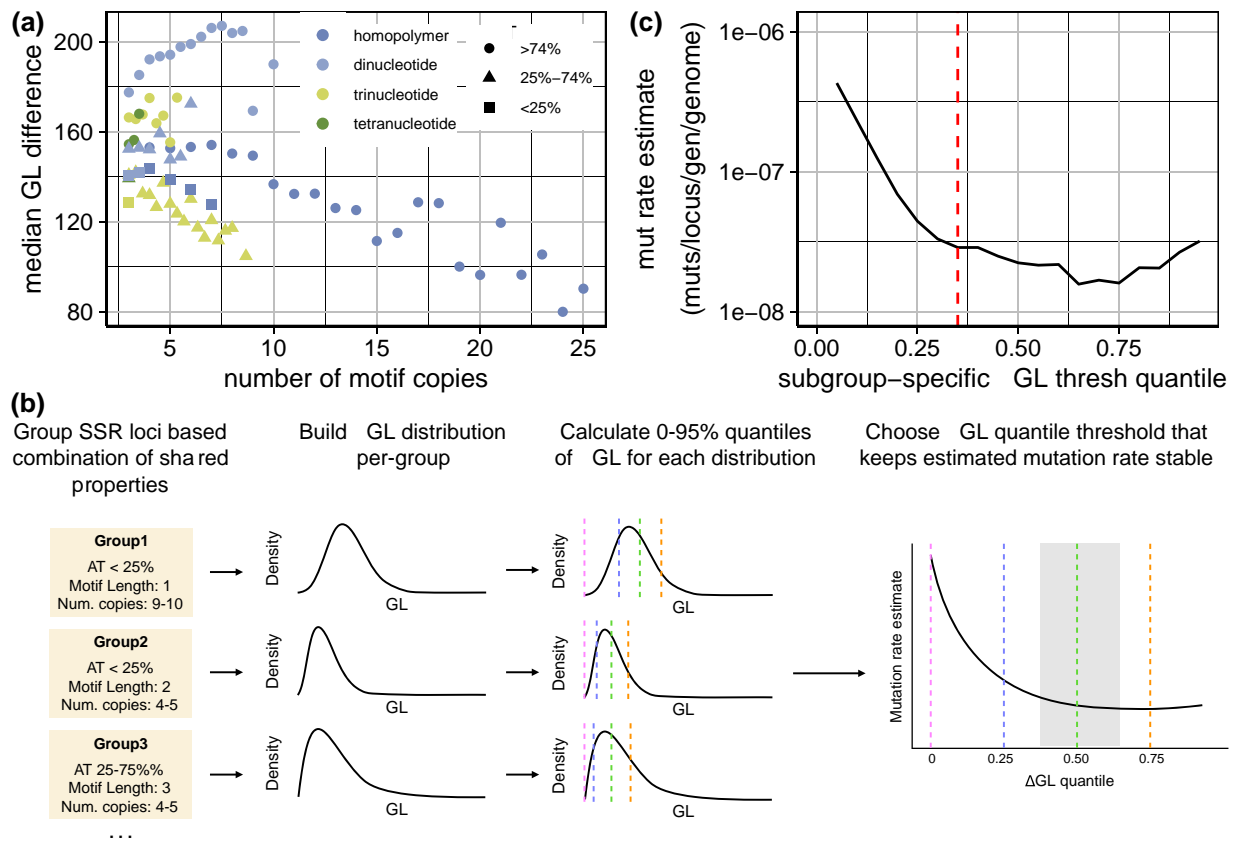 (a)
median GL difference
200
160
120
80
5
10
15
20
25
number of motif copies
homopolymer
dinucleotide
trinucleotide
tetranucleotide
>74%
25%−74%
<25%
(c)
mut rate estimate
(muts/locus/gen/genome)
1e−06
1e−07
1e−08
0.00
0.25
0.50
0.75
subgroup−specific GL thresh quantile
(b)
Group SSR loci based
combination of shared
properties
Build GL distribution
per-group
Calculate 0-95% quantiles
of GL for each distribution
Choose GL quantile threshold that
keeps estimated mutation rate stable
Group1
AT < 25%
Motif Length: 1
Num. copies: 9-10
Density
GL
Density
GL
Group2
AT < 25%
Motif Length: 2
Num. copies: 4-5
Density
GL
Density
GL
Group3
AT 25-75%%
Motif Length: 3
Num. copies: 4-5
Density
GL
Density
GL
...
Mutation rate estimate
0
0.25
0.50
0.75
ΔGL quantile